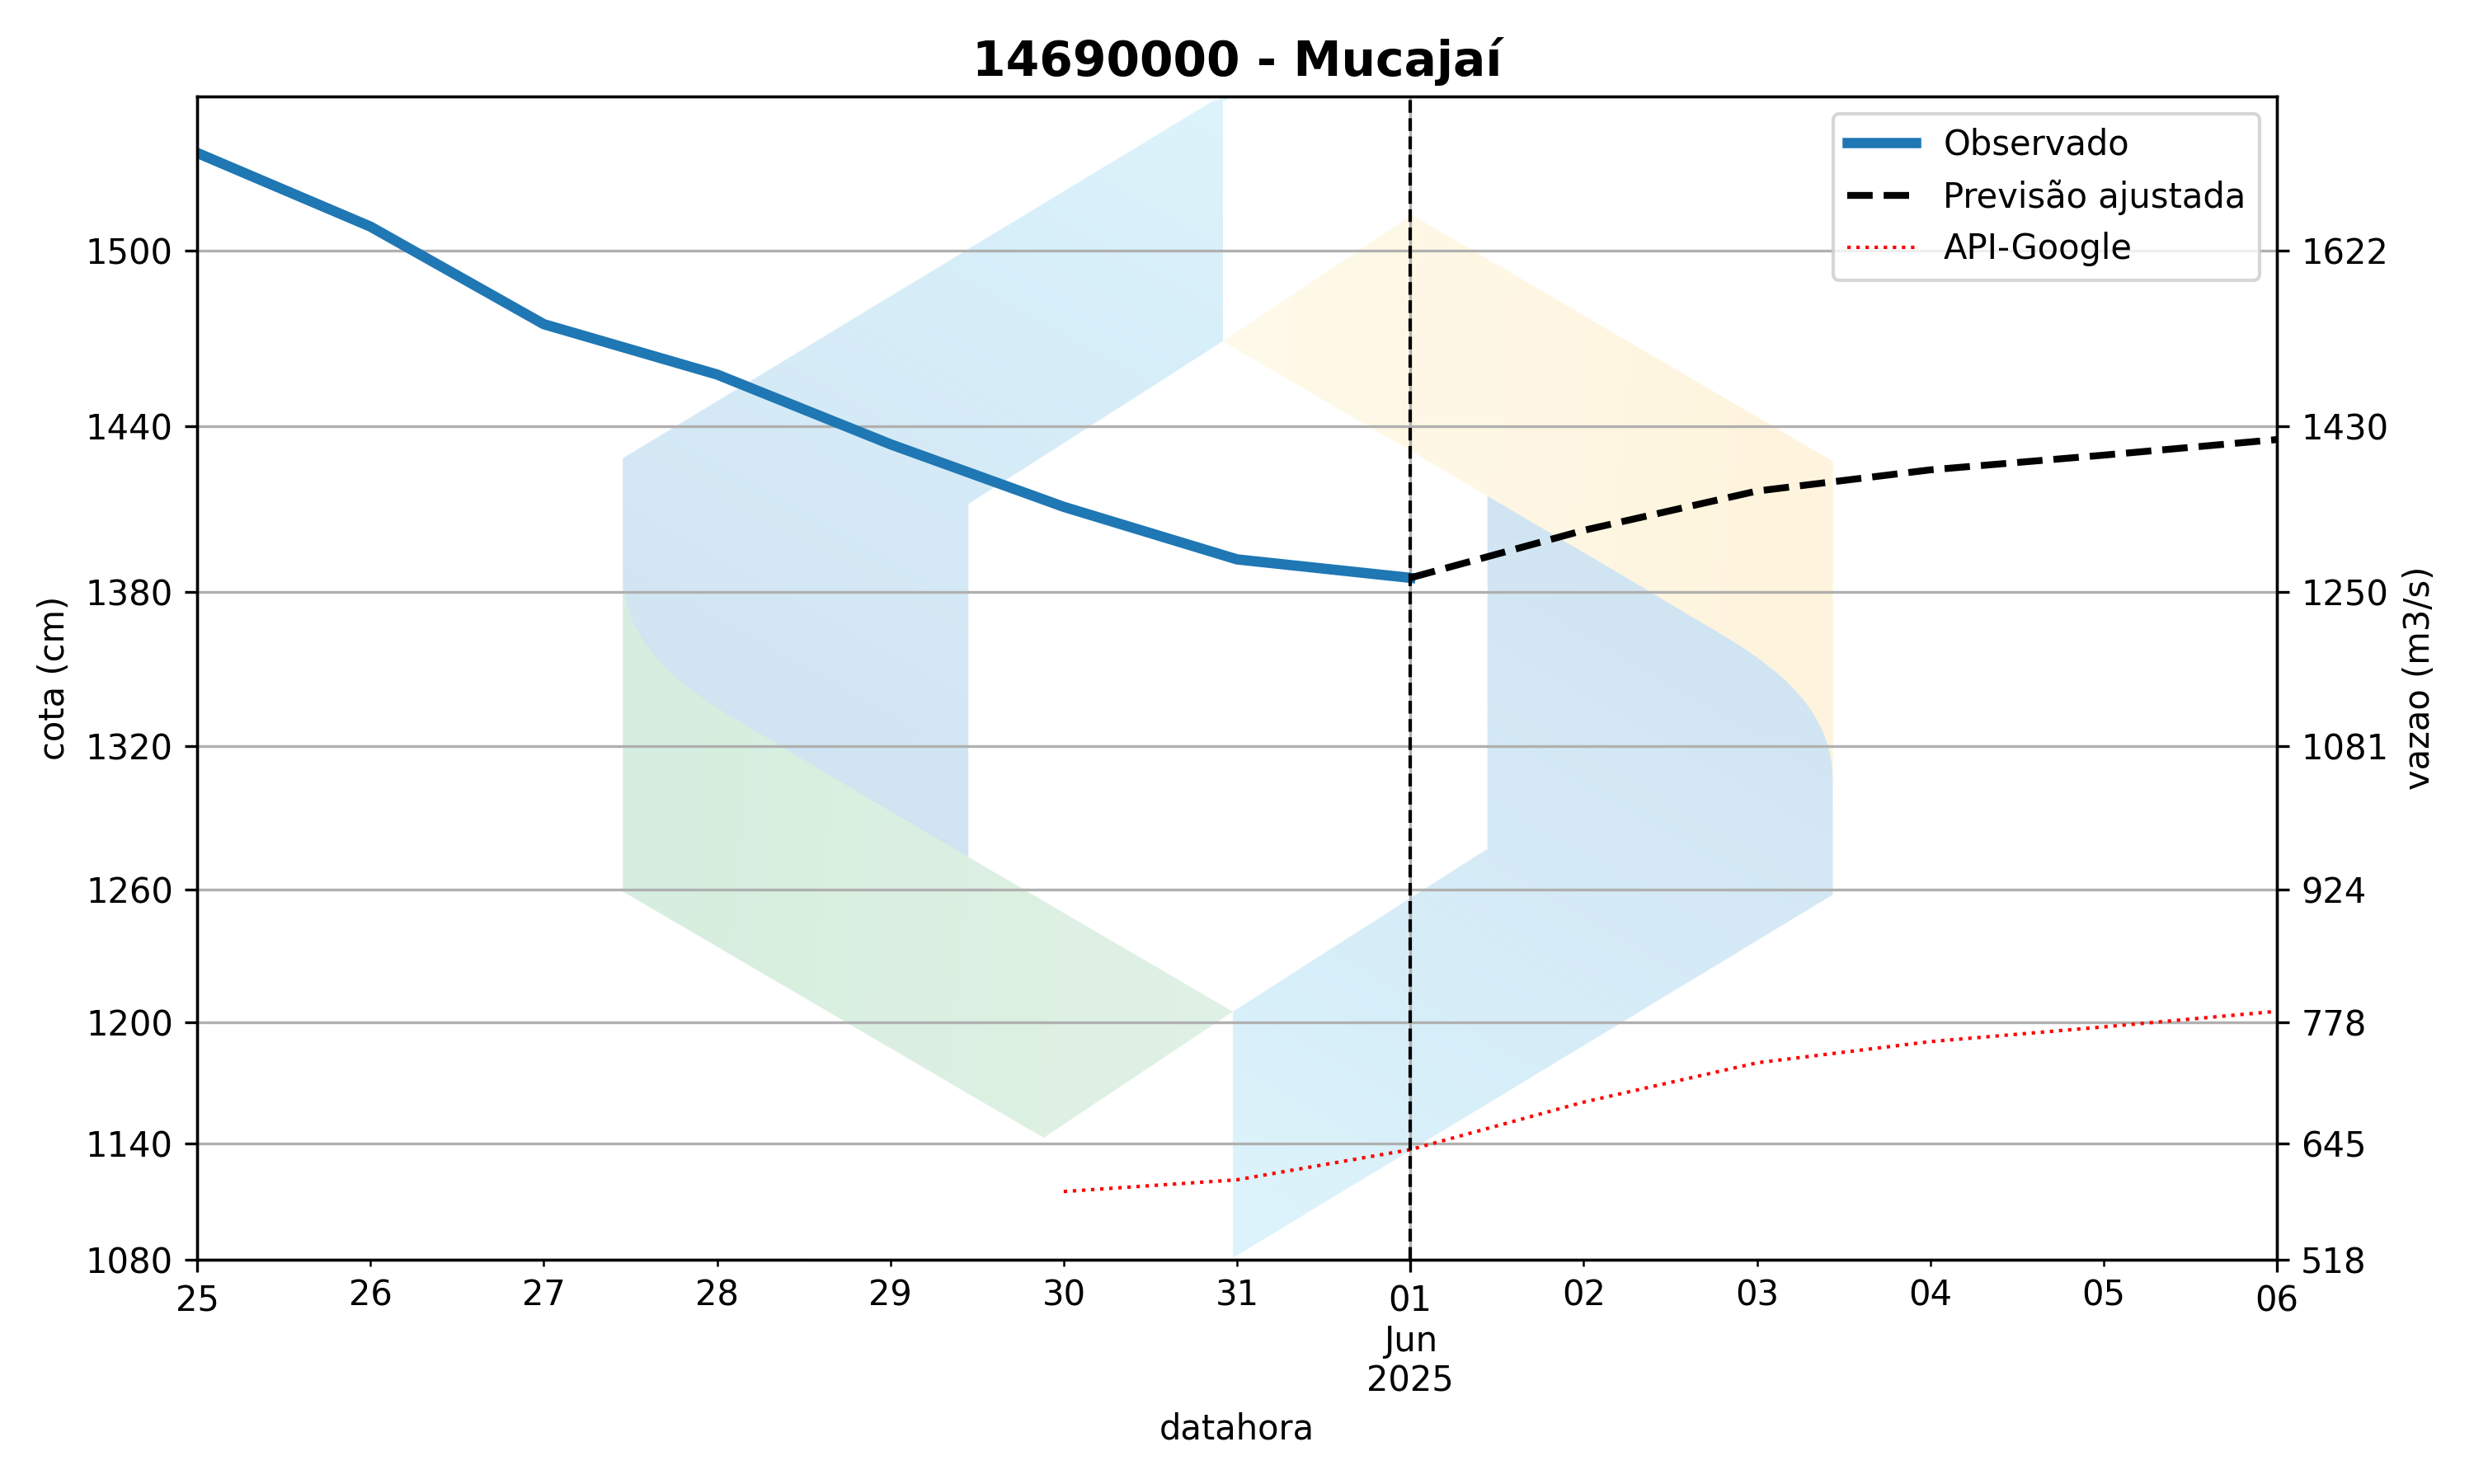 14690000 - Mucajaí
Observado
Previsão ajustada
API-Google
1500
1440
1380
1320
1260
1200
1140
1080
cota (cm)
1622
1430
1250
1081
924
778
645
518
vazao (m3/s)
25 26 27 28 29 30 31 01 02 03 04 05 06
Jun
2025
datahora